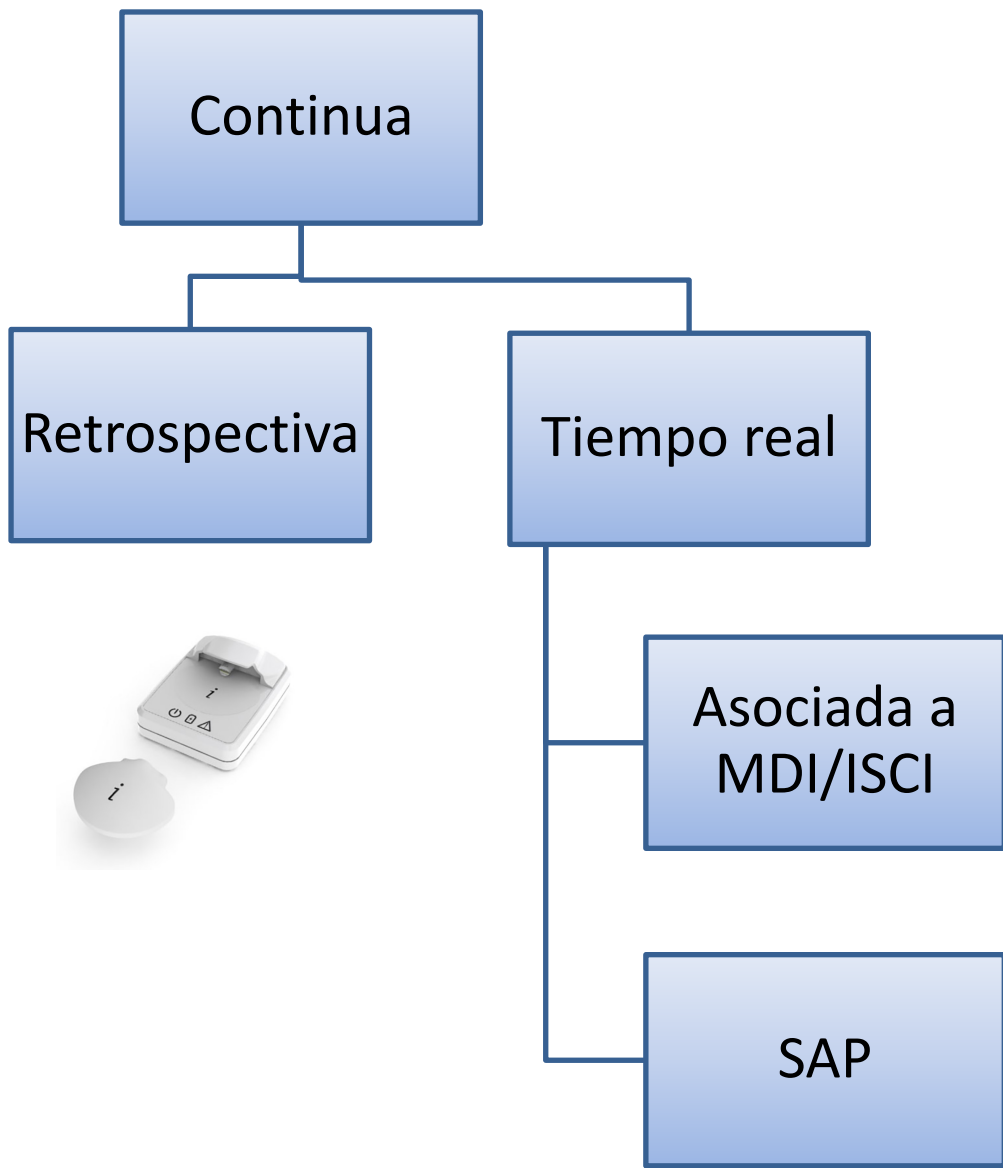 Continua
Retrospectiva
Tiempo real
i
i
Asociada a
MDI/ISCI
SAP